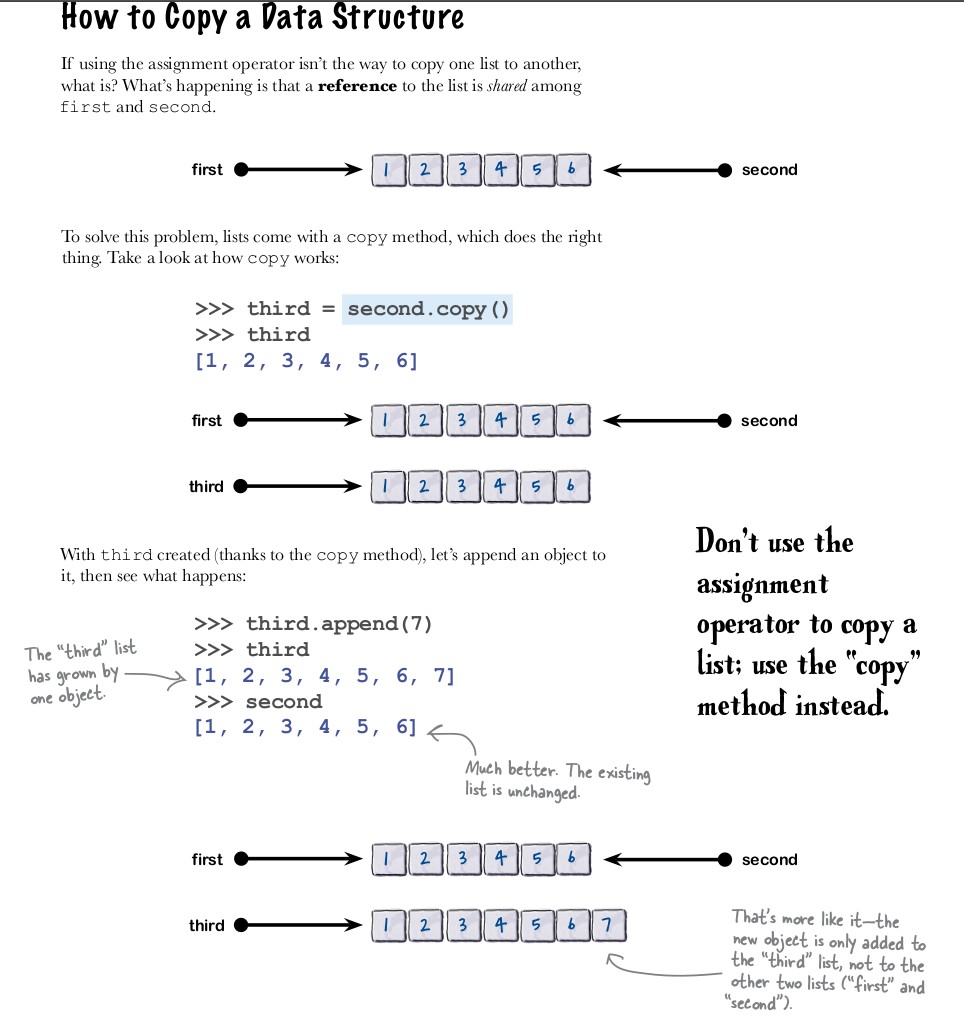 How to Copy a Data Structure
If using the assignment operator isn't the way to copy one list to another,
what is? What's happening is that a reference to the list is shared among
first and second.
first 1 2 3 4 5 6 second
To solve this problem, lists come with a copy method, which does the right
thing. Take a look at how copy works:
>>> third = second.copy()
>>> third
[1, 2, 3, 4, 5, 6]
first 1 2 3 4 5 6 second
third 1 2 3 4 5 6
With third created (thanks to the copy method), let's append an object to
it, then see what happens:
>>> third.append(7)
>>> third
[1, 2, 3, 4, 5, 6, 7]
>>> second
[1, 2, 3, 4, 5, 6]
The "third" list
has grown by
one object.
Much better. The existing
list is unchanged.
Don't use the
assignment
operator to copy a
list; use the "copy"
method instead.
first 1 2 3 4 5 6 second
third 1 2 3 4 5 6 7
That's more like it—the
new object is only added to
the "third" list, not to the
other two lists ("first" and
"second").